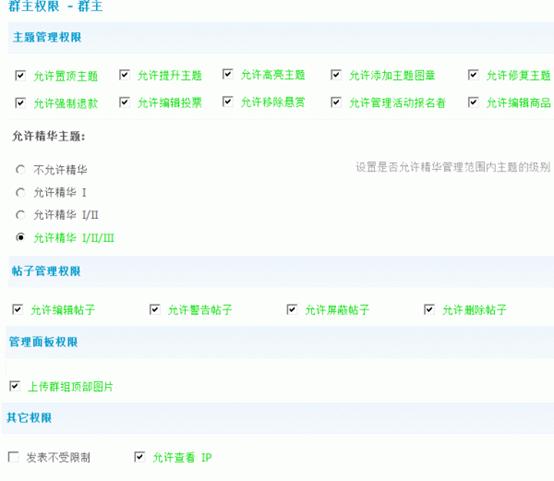 群主权限 - 群主
主题管理权限
允许置顶主题 允许提升主题 允许高亮主题 允许添加主题图章 允许修复主题
允许强制退款 允许编辑投票 允许移除悬赏 允许管理活动报名者 允许编辑商品
允许精华主题:
不允许精华 设置是否允许精华管理范围内主题的级别
允许精华 I
允许精华 I/II
允许精华 I/II/III
帖子管理权限
允许编辑帖子 允许警告帖子 允许屏蔽帖子 允许删除帖子
管理面板权限
上传群组顶部图片
其它权限
发表不受限制 允许查看 IP